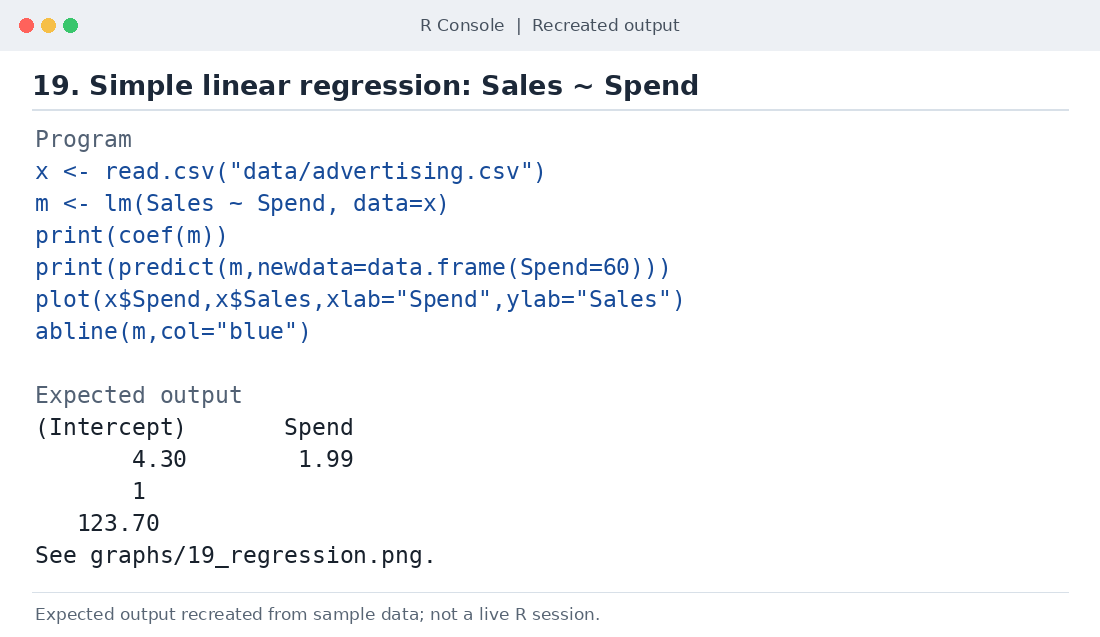 R Console | Recreated output
19. Simple linear regression: Sales ~ Spend
Program
x <- read.csv("data/advertising.csv")
m <- lm(Sales ~ Spend, data=x)
print(coef(m))
print(predict(m,newdata=data.frame(Spend=60)))
plot(x$Spend,x$Sales,xlab="Spend",ylab="Sales")
abline(m,col="blue")
Expected output
(Intercept)       Spend
       4.30        1.99
       1
   123.70
See graphs/19_regression.png.
Expected output recreated from sample data; not a live R session.